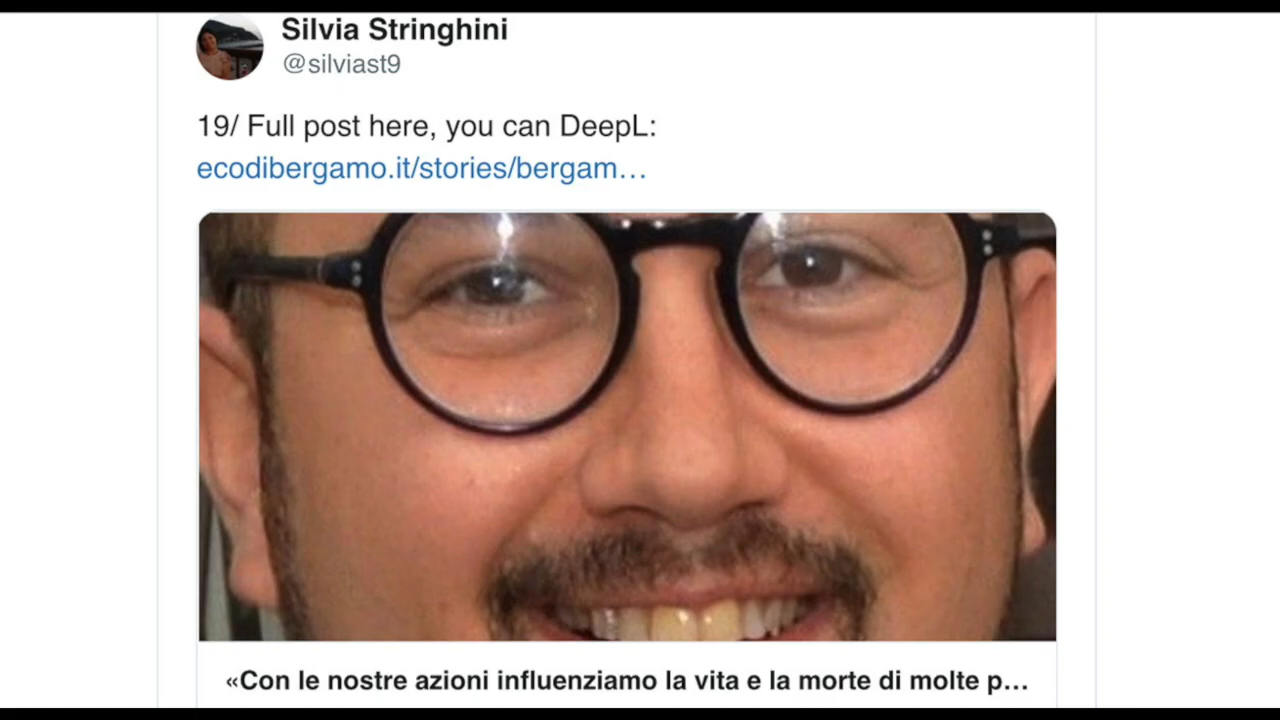 Silvia Stringhini
@silviast9
19/ Full post here, you can DeepL:
ecodibergamo.it/stories/bergam…
«Con le nostre azioni influenziamo la vita e la morte di molte p…